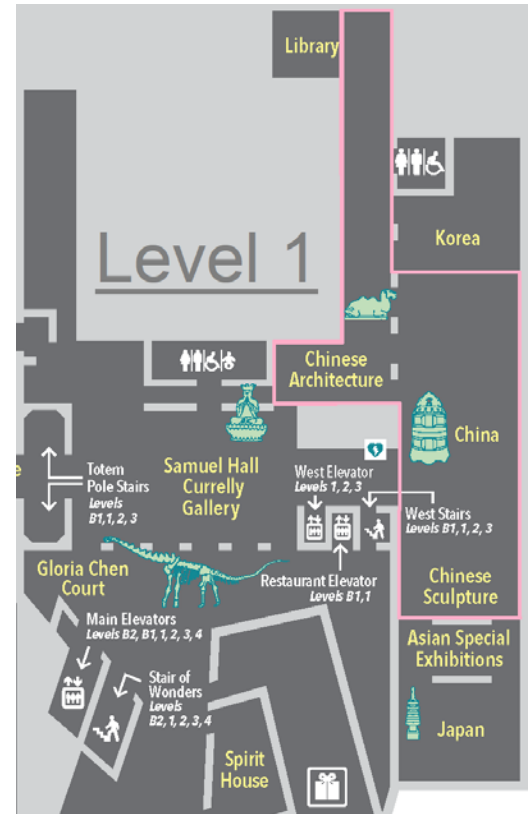 Library
Korea
Level 1
Chinese
Architecture
China
e
Totem
Pole Stairs
Levels
B1, 1, 2, 3
Samuel Hall
Currelly
Gallery
West Elevator
Levels 1, 2, 3
West Stairs
Levels B1, 1, 2, 3
Gloria Chen
Court
Restaurant Elevator
Levels B1,1
Chinese
Sculpture
Main Elevators
Levels B2, B1, 1, 2, 3, 4
Asian Special
Exhibitions
Stair of
Wonders
Levels
B2, 1, 2, 3, 4
Spirit
House
Japan